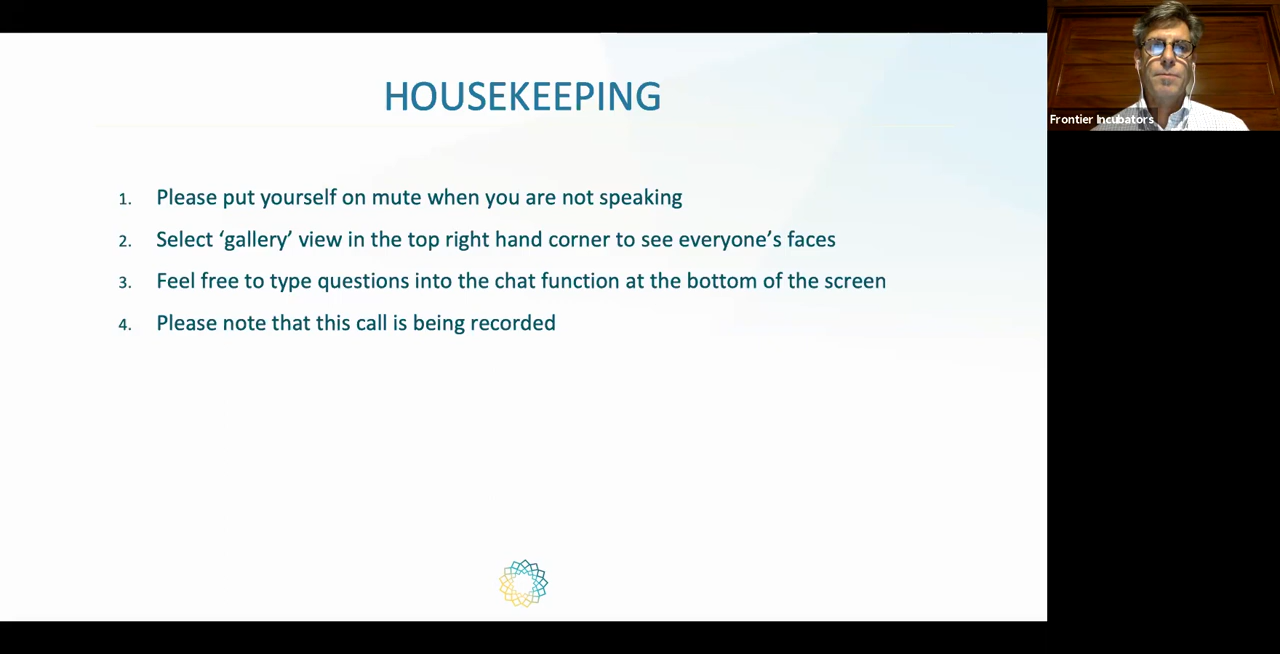 HOUSEKEEPING
1. Please put yourself on mute when you are not speaking
2. Select ‘gallery’ view in the top right hand corner to see everyone’s faces
3. Feel free to type questions into the chat function at the bottom of the screen
4. Please note that this call is being recorded
Frontier Incubators